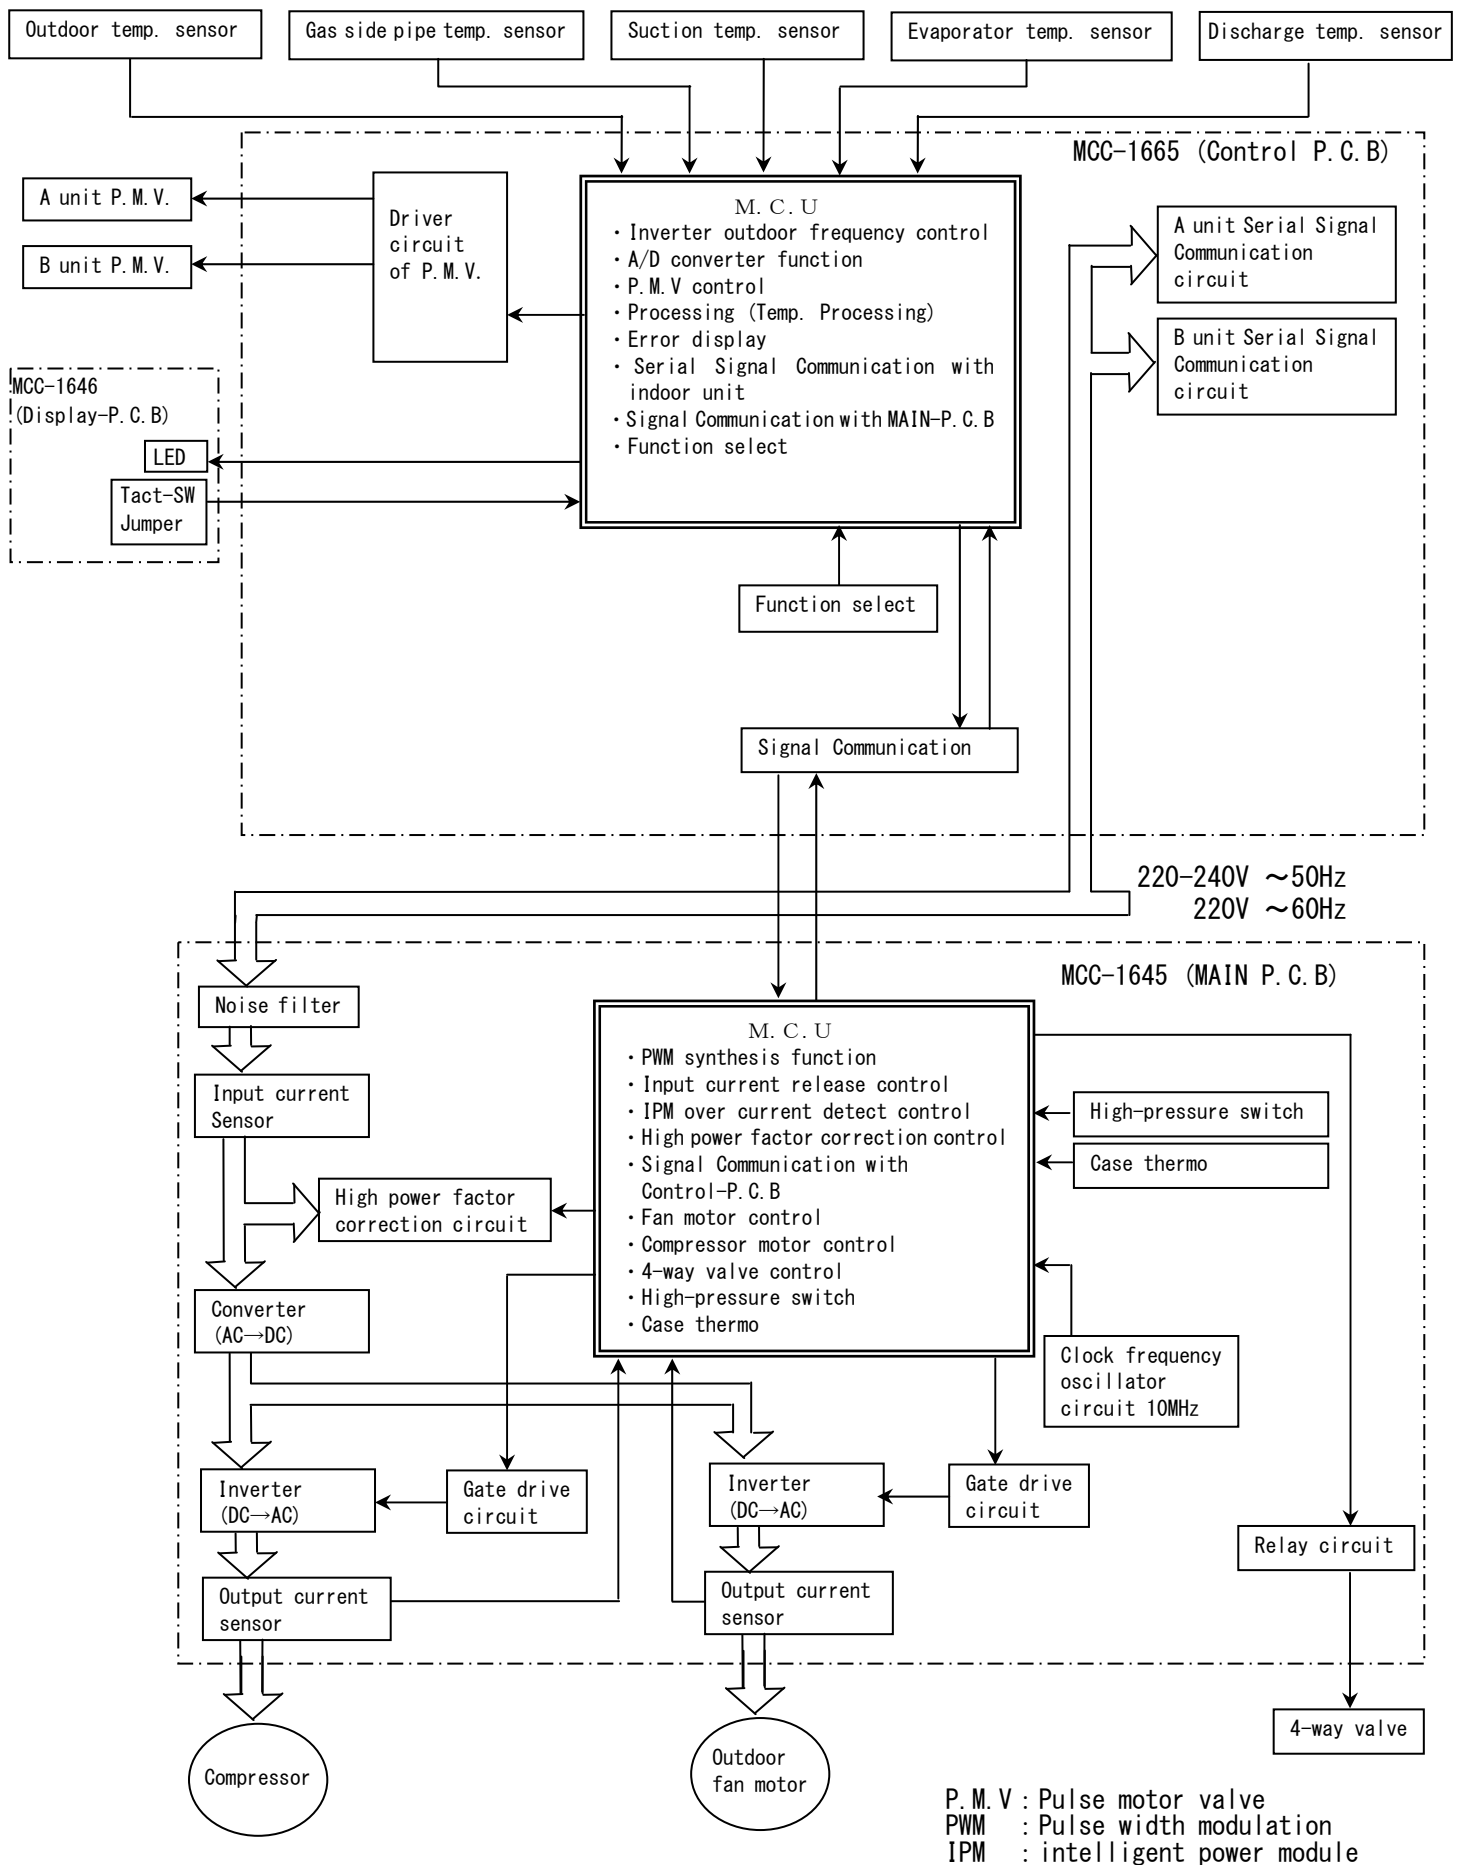 Outdoor temp. sensor
Gas side pipe temp. sensor
Suction temp. sensor
Evaporator temp. sensor
Discharge temp. sensor
MCC-1665 (Control P.C.B)
A unit P.M.V.
B unit P.M.V.
Driver
circuit
of P.M.V.
M.C.U
・Inverter outdoor frequency control
・A/D converter function
・P.M.V control
・Processing (Temp. Processing)
・Error display
・Serial Signal Communication with
indoor unit
・Signal Communication with MAIN-P.C.B
・Function select
A unit Serial Signal
Communication
circuit
B unit Serial Signal
Communication
circuit
MCC-1646
(Display-P.C.B)
LED
Tact-SW
Jumper
Function select
Signal Communication
220-240V ～50Hz
220V ～60Hz
MCC-1645 (MAIN P.C.B)
Noise filter
Input current
Sensor
High power factor
correction circuit
Converter
(AC→DC)
M.C.U
・PWM synthesis function
・Input current release control
・IPM over current detect control
・High power factor correction control
・Signal Communication with
Control-P.C.B
・Fan motor control
・Compressor motor control
・4-way valve control
・High-pressure switch
・Case thermo
High-pressure switch
Case thermo
Clock frequency
oscillator
circuit 10MHz
Inverter
(DC→AC)
Gate drive
circuit
Inverter
(DC→AC)
Gate drive
circuit
Relay circuit
Output current
sensor
Output current
sensor
4-way valve
Compressor
Outdoor
fan motor
P.M.V : Pulse motor valve
PWM : Pulse width modulation
IPM : intelligent power module